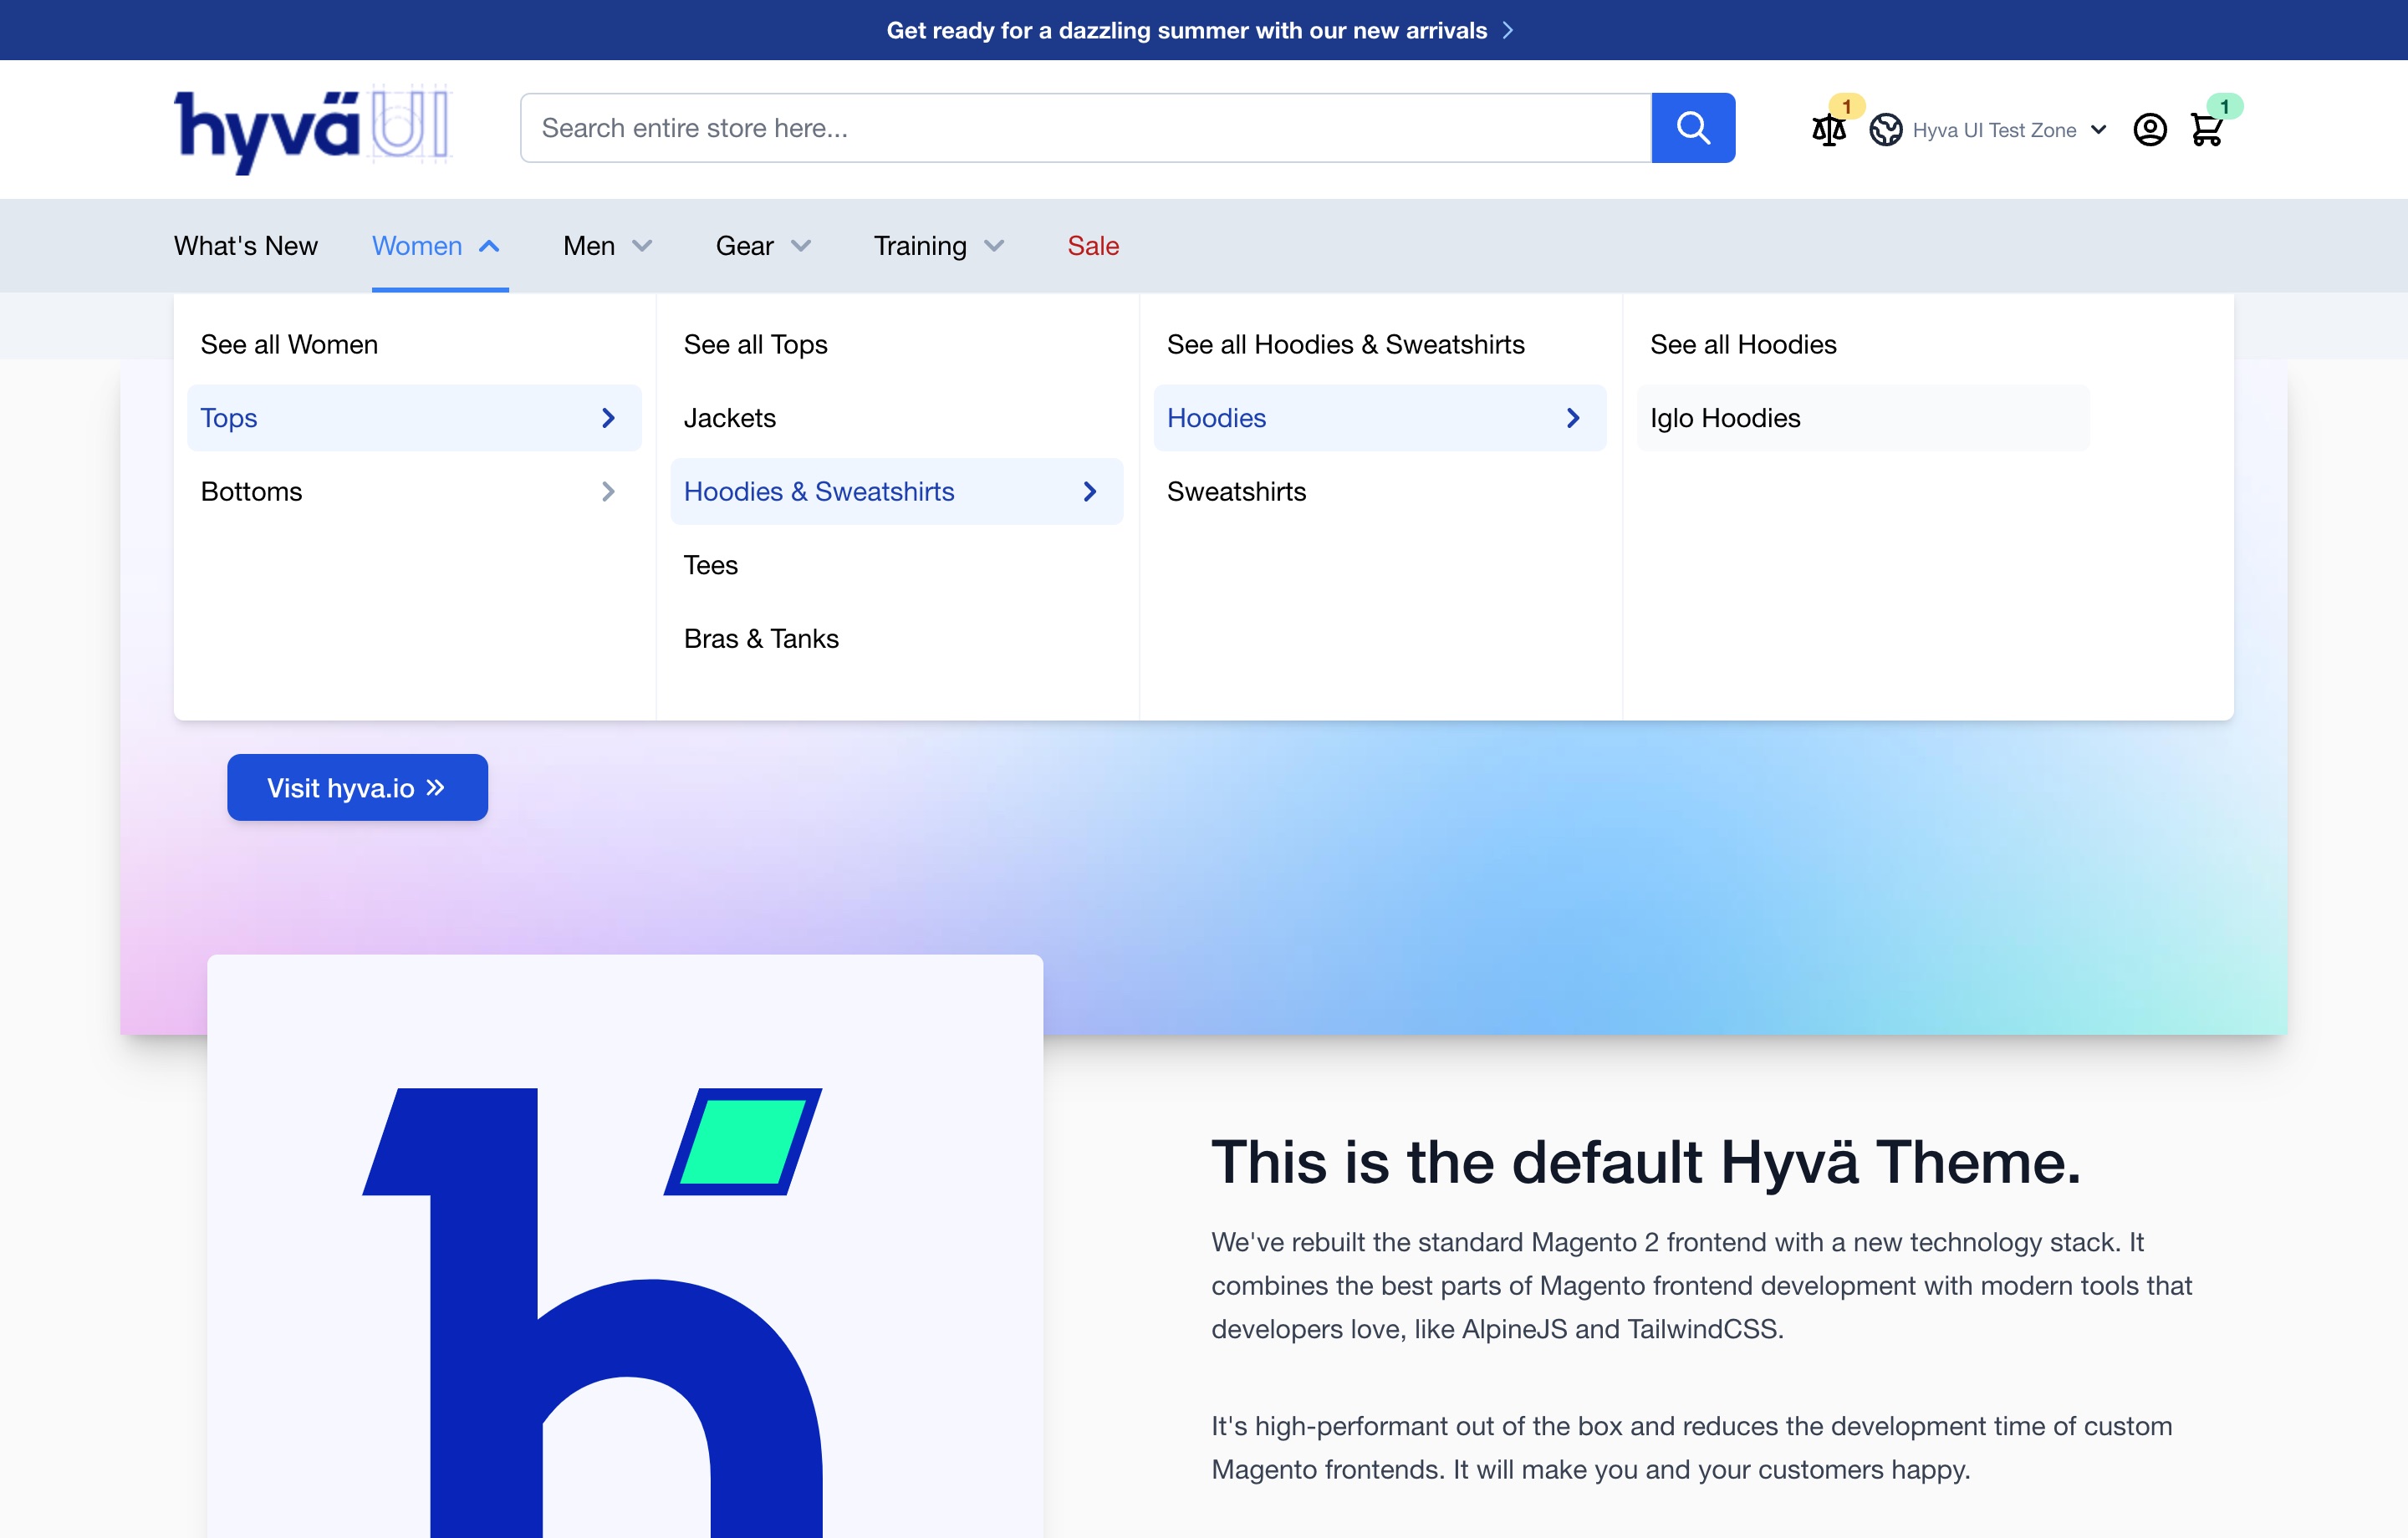 Get ready for a dazzling summer with our new arrivals
hyvä UI
Search entire store here...
1
Hyva UI Test Zone
1
What's New
Women
Men
Gear
Training
Sale
See all Women
Tops
Bottoms
See all Tops
Jackets
Hoodies & Sweatshirts
Tees
Bras & Tanks
See all Hoodies & Sweatshirts
Hoodies
Sweatshirts
See all Hoodies
Iglo Hoodies
Visit hyva.io
This is the default Hyvä Theme.
We've rebuilt the standard Magento 2 frontend with a new technology stack. It
combines the best parts of Magento frontend development with modern tools that
developers love, like AlpineJS and TailwindCSS.
It's high-performant out of the box and reduces the development time of custom
Magento frontends. It will make you and your customers happy.